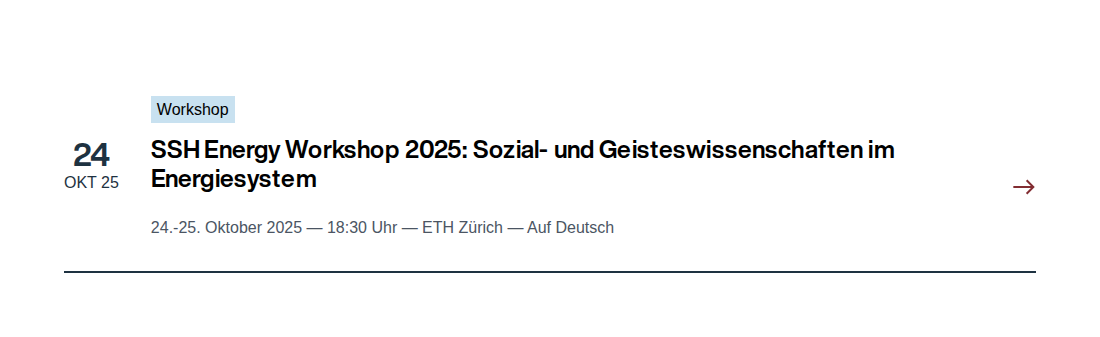 Workshop
24
OKT 25
SSH Energy Workshop 2025: Sozial- und Geisteswissenschaften im
Energiesystem
24.-25. Oktober 2025 — 18:30 Uhr — ETH Zürich — Auf Deutsch